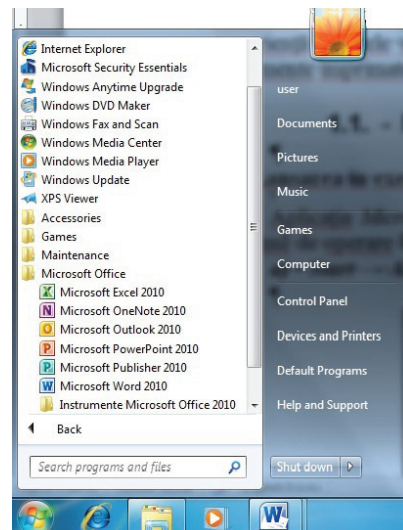 Internet Explorer
Microsoft Security Essentials
Windows Anytime Upgrade
Windows DVD Maker
Windows Fax and Scan
Windows Media Center
Windows Media Player
Windows Update
XPS Viewer
Accessories
Games
Maintenance
Microsoft Office
Microsoft Excel 2010
Microsoft OneNote 2010
Microsoft Outlook 2010
Microsoft PowerPoint 2010
Microsoft Publisher 2010
Microsoft Word 2010
Instrumente Microsoft Office 2010
Back
Search programs and files
user
Documents
Pictures
Music
Games
Computer
Control Panel
Devices and Printers
Default Programs
Help and Support
Shut down